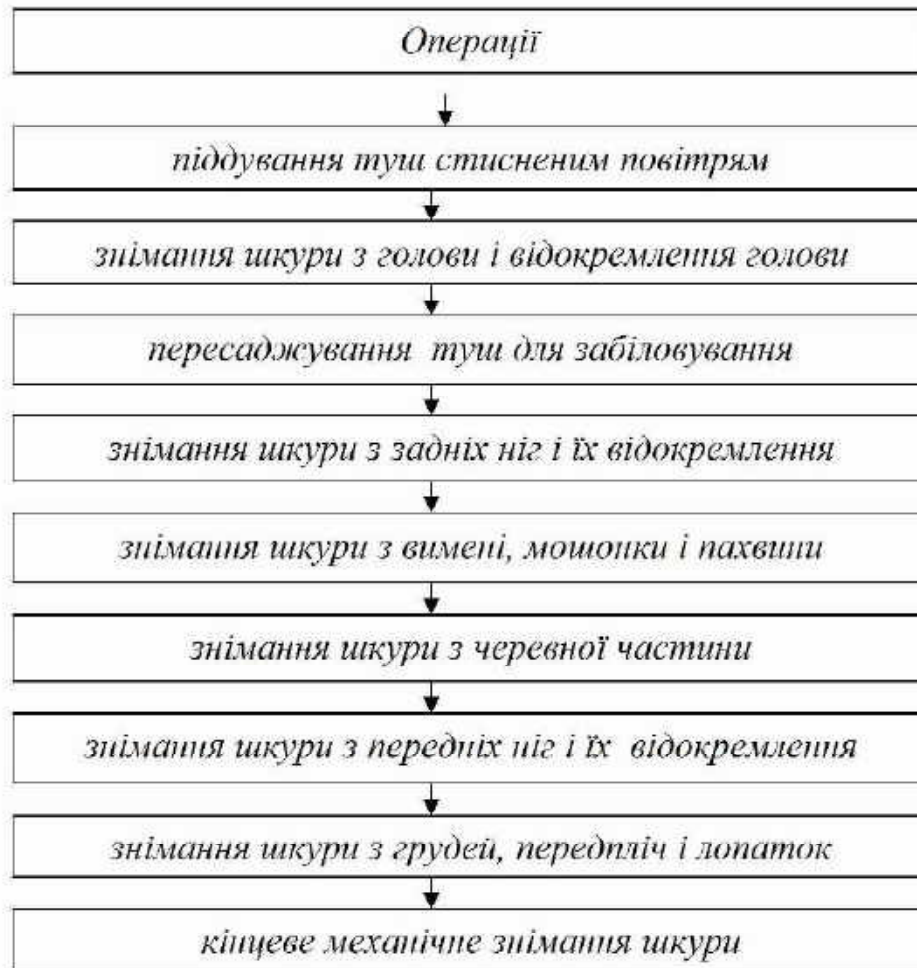 Операції
піддування туш стисненим повітрям
знімання шкури з голови і відокремлення голови
пересаджування туш для забіловування
знімання шкури з задніх ніг і їх відокремлення
знімання шкури з вимені, мошонки і пахвини
знімання шкури з черевної частини
знімання шкури з передніх ніг і їх відокремлення
знімання шкури з грудей, передпліч і лопаток
кінцеве механічне знімання шкури